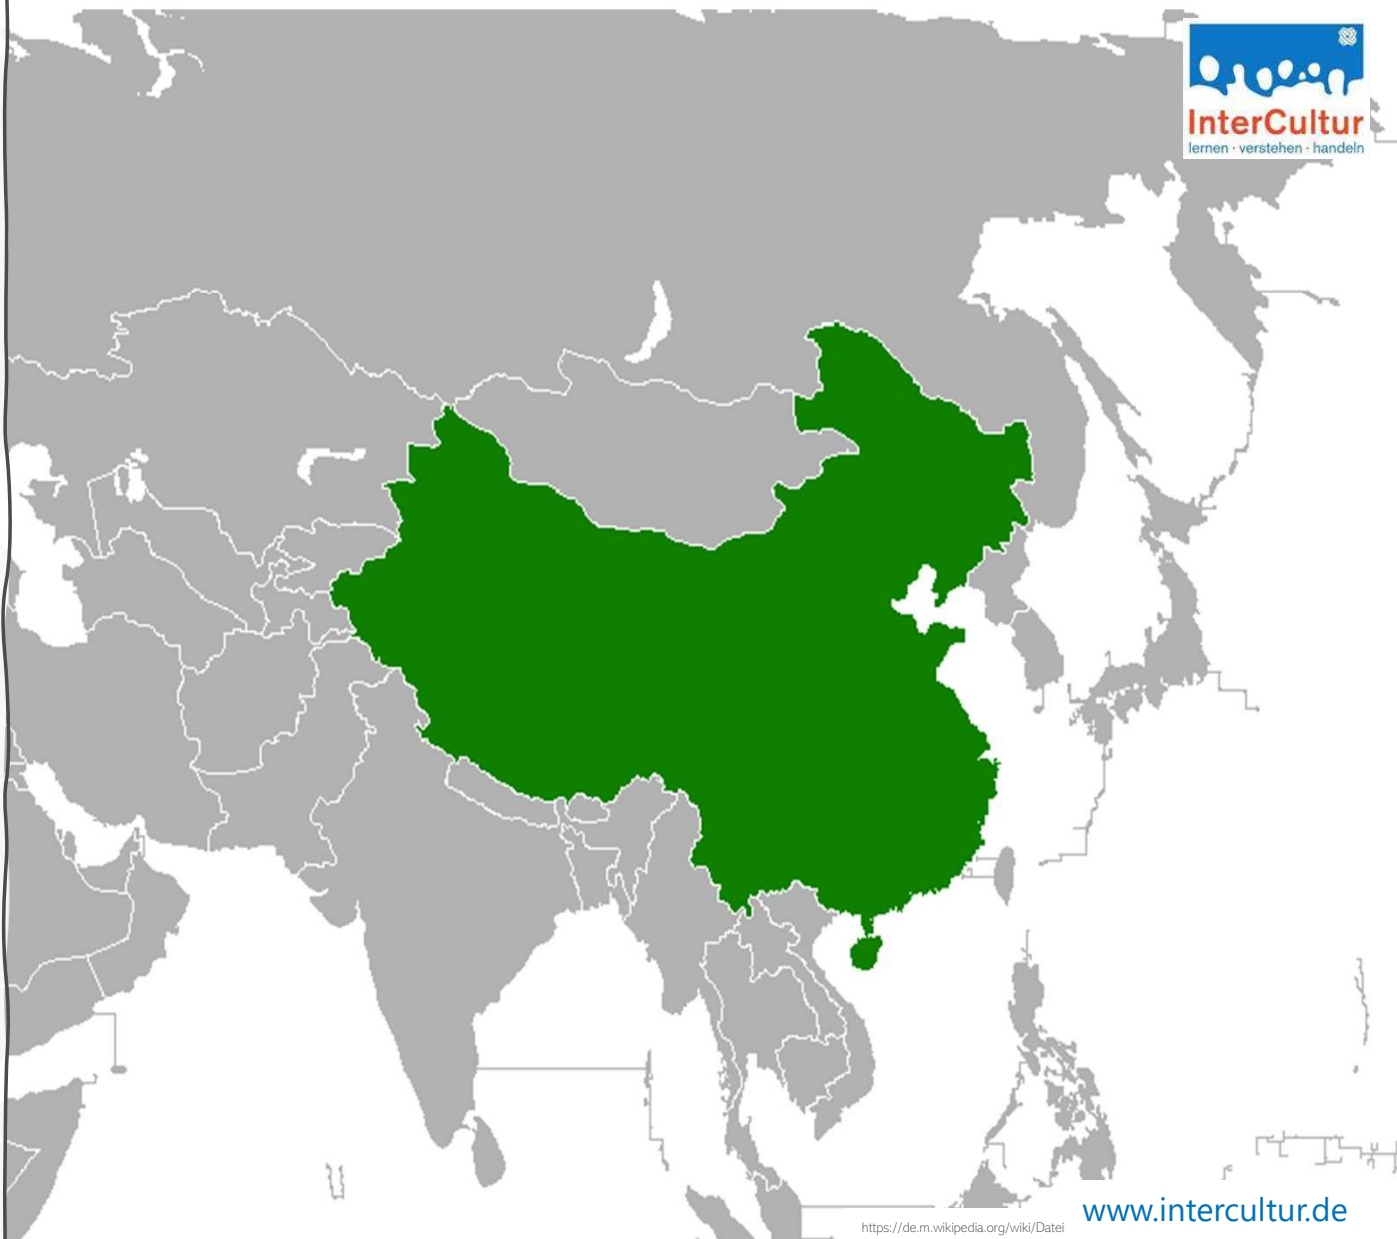 InterCultur
lernen · verstehen · handeln
www.intercultur.de
https://de.m.wikipedia.org/wiki/Datei